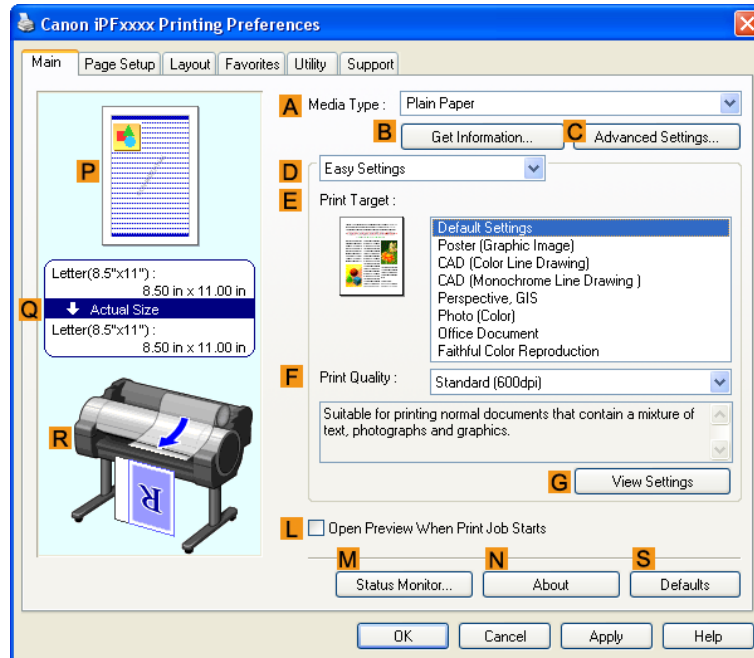 Canon iPFxxxx Printing Preferences
Main Page Setup Layout Favorites Utility Support
A Media Type : Plain Paper
B Get Information... C Advanced Settings...
D Easy Settings
E Print Target :
Default Settings
Poster (Graphic Image)
CAD (Color Line Drawing)
CAD (Monochrome Line Drawing )
Perspective, GIS
Photo (Color)
Office Document
Faithful Color Reproduction
F Print Quality : Standard (600dpi)
Suitable for printing normal documents that contain a mixture of
text, photographs and graphics.
G View Settings
L Open Preview When Print Job Starts
M N S
Status Monitor... About Defaults
OK Cancel Apply Help
P
Letter(8.5"x11") :
8.50 in x 11.00 in
Q Actual Size
Letter(8.5"x11") :
8.50 in x 11.00 in
R
R